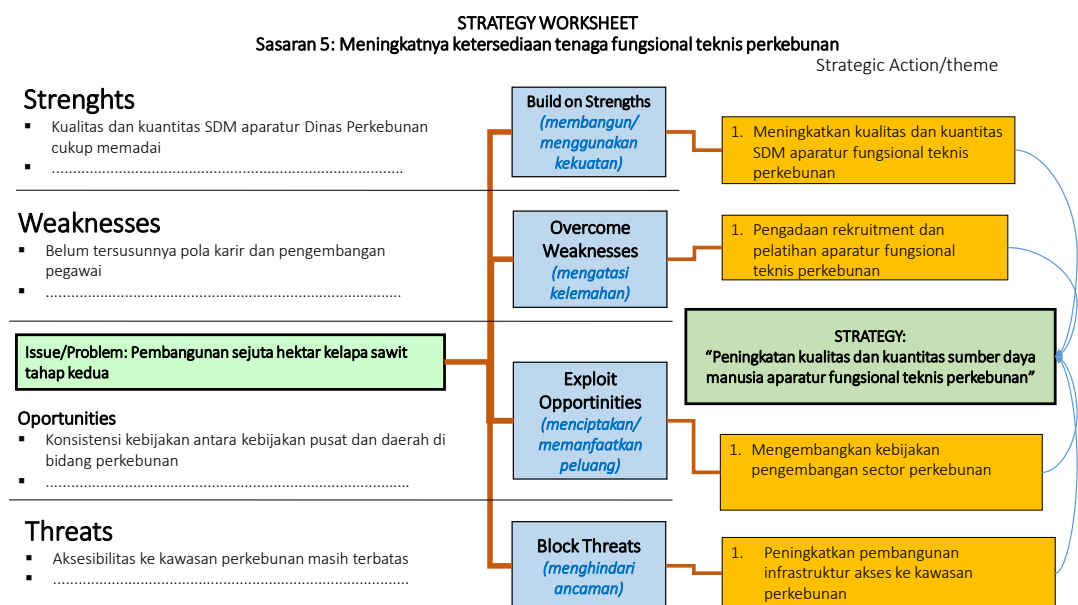 STRATEGY WORKSHEET
Sasaran 5: Meningkatnya ketersediaan tenaga fungsional teknis perkebunan
Strategic Action/theme
Strenghts
▪ Kualitas dan kuantitas SDM aparatur Dinas Perkebunan
cukup memadai
▪ ....................................................................................
Build on Strengths
(membangun/
menggunakan
kekuatan)
1. Meningkatkan kualitas dan kuantitas
SDM aparatur fungsional teknis
perkebunan
Weaknesses
▪ Belum tersusunnya pola karir dan pengembangan
pegawai
▪ ....................................................................................
Overcome
Weaknesses
(mengatasi
kelemahan)
1. Pengadaan rekruitment dan
pelatihan aparatur fungsional
teknis perkebunan
Issue/Problem: Pembangunan sejuta hektar kelapa sawit
tahap kedua
STRATEGY:
“Peningkatan kualitas dan kuantitas sumber daya
manusia aparatur fungsional teknis perkebunan”
Oportunities
▪ Konsistensi kebijakan antara kebijakan pusat dan daerah di
bidang perkebunan
▪ ....................................................................................
Exploit
Opportinities
(menciptakan/
memanfaatkan
peluang)
1. Mengembangkan kebijakan
pengembangan sector perkebunan
Threats
▪ Aksesibilitas ke kawasan perkebunan masih terbatas
▪ ....................................................................................
Block Threats
(menghindari
ancaman)
1. Peningkatkan pembangunan
infrastruktur akses ke kawasan
perkebunan